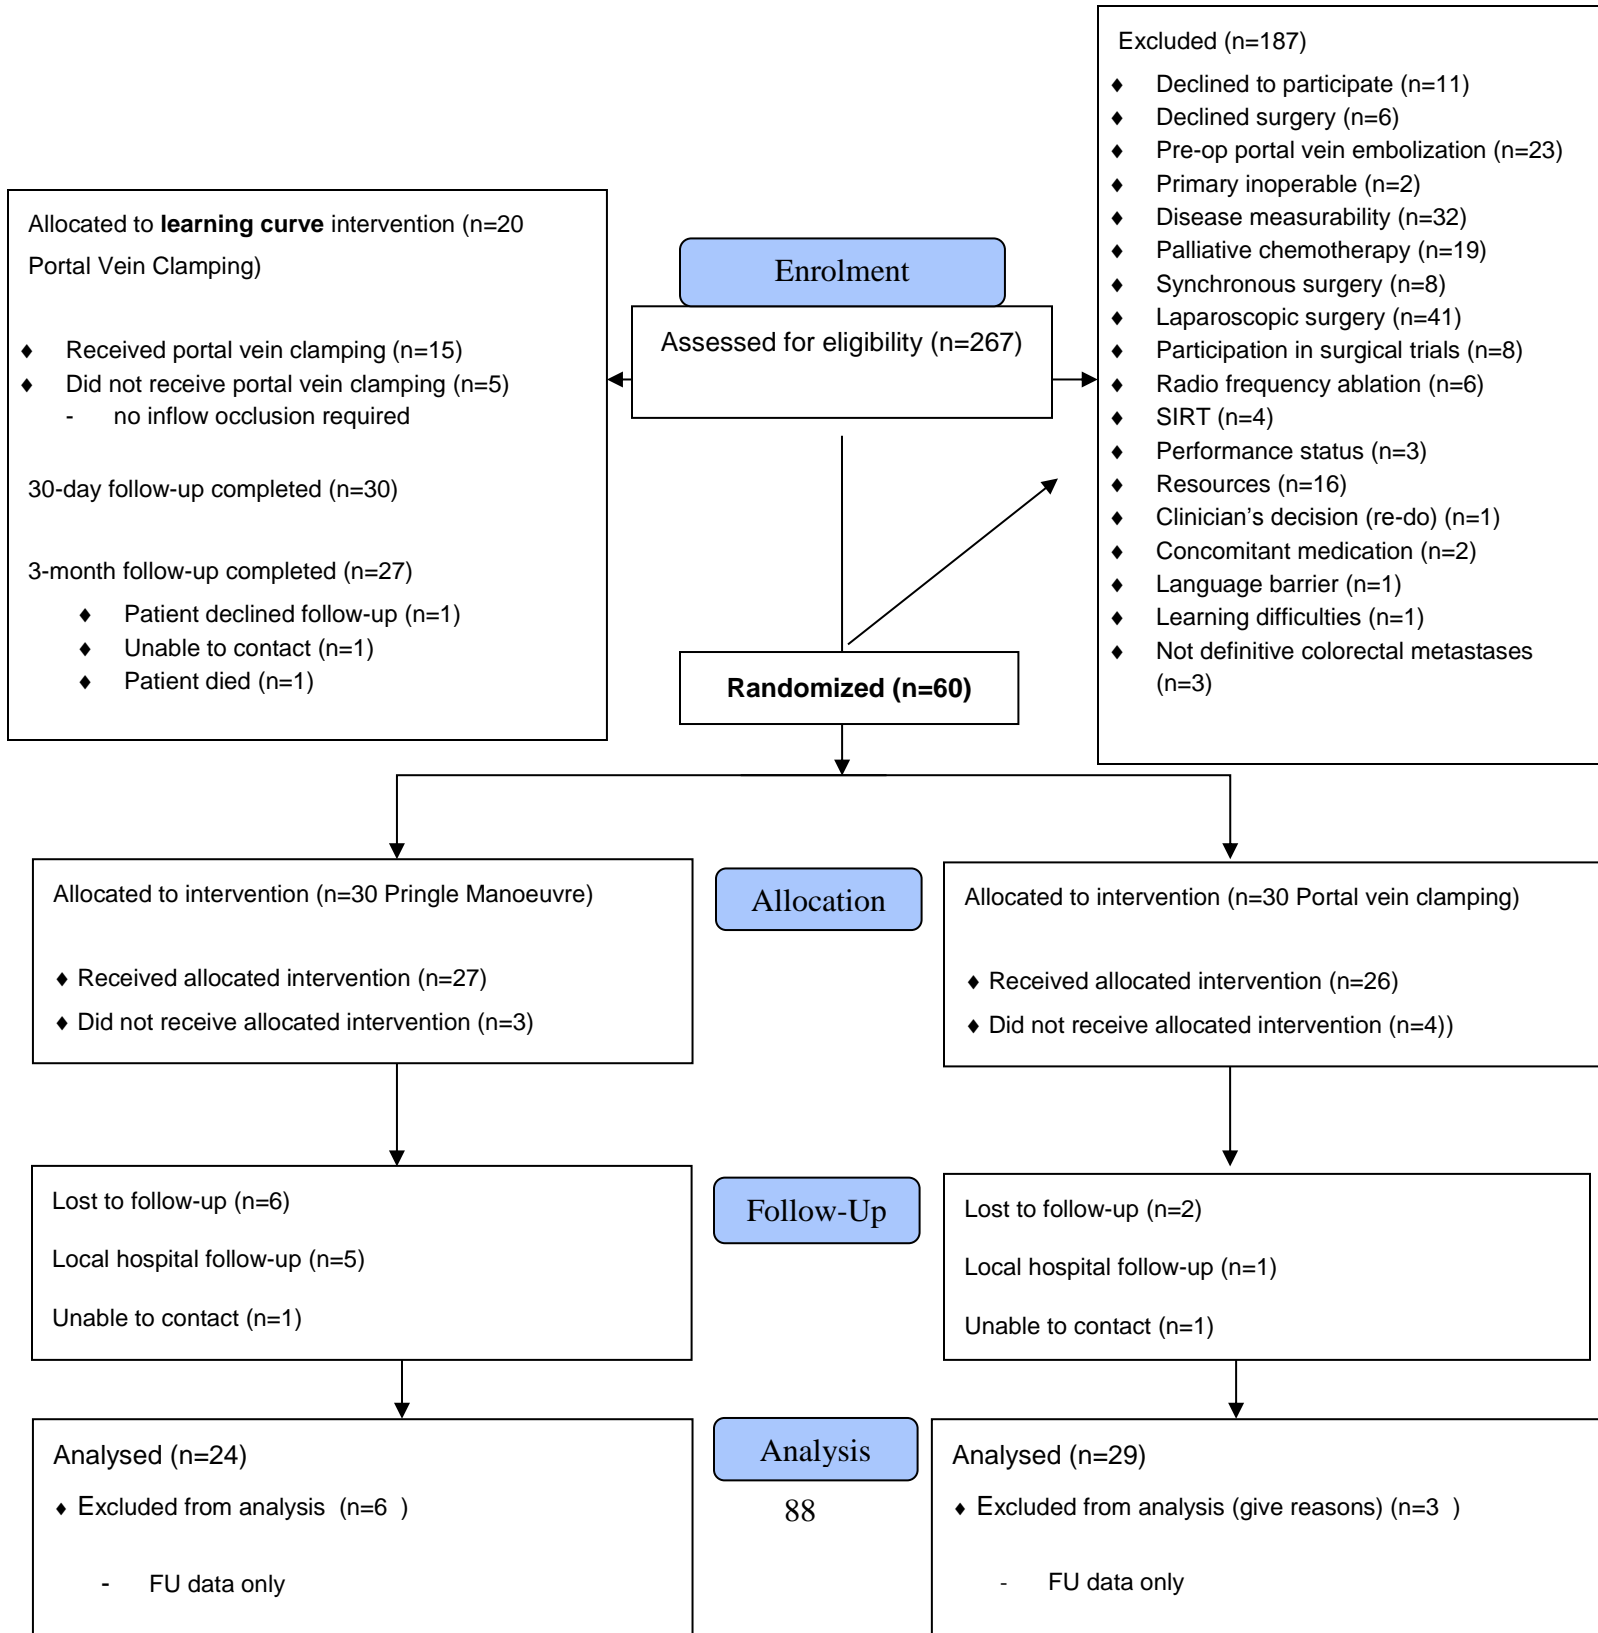 Excluded (n=187)
♦ Declined to participate (n=11)
♦ Declined surgery (n=6)
♦ Pre-op portal vein embolization (n=23)
♦ Primary inoperable (n=2)
♦ Disease measurability (n=32)
♦ Palliative chemotherapy (n=19)
♦ Synchronous surgery (n=8)
♦ Laparoscopic surgery (n=41)
♦ Participation in surgical trials (n=8)
♦ Radio frequency ablation (n=6)
♦ SIRT (n=4)
♦ Performance status (n=3)
♦ Resources (n=16)
♦ Clinician’s decision (re-do) (n=1)
♦ Concomitant medication (n=2)
♦ Language barrier (n=1)
♦ Learning difficulties (n=1)
♦ Not definitive colorectal metastases
(n=3)
Allocated to learning curve intervention (n=20
Portal Vein Clamping)
♦ Received portal vein clamping (n=15)
♦ Did not receive portal vein clamping (n=5)
- no inflow occlusion required
30-day follow-up completed (n=30)
3-month follow-up completed (n=27)
♦ Patient declined follow-up (n=1)
♦ Unable to contact (n=1)
♦ Patient died (n=1)
Enrolment
Assessed for eligibility (n=267)
Randomized (n=60)
Allocated to intervention (n=30 Pringle Manoeuvre)
♦ Received allocated intervention (n=27)
♦ Did not receive allocated intervention (n=3)
Allocation
Allocated to intervention (n=30 Portal vein clamping)
♦ Received allocated intervention (n=26)
♦ Did not receive allocated intervention (n=4))
Lost to follow-up (n=6)
Local hospital follow-up (n=5)
Unable to contact (n=1)
Follow-Up
Lost to follow-up (n=2)
Local hospital follow-up (n=1)
Unable to contact (n=1)
Analysed (n=24)
♦ Excluded from analysis (n=6 )
- FU data only
Analysis
88
Analysed (n=29)
♦ Excluded from analysis (give reasons) (n=3 )
- FU data only